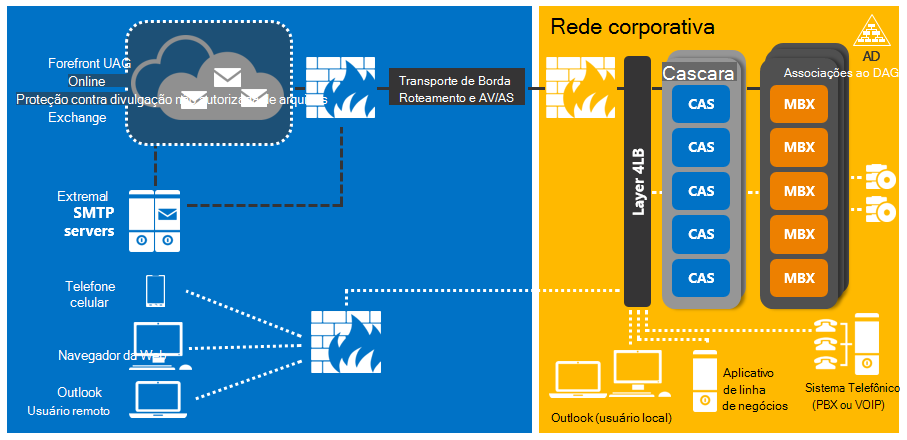 Rede corporativa
AD
Forefront UAG
Online
Proteção contra divulgação não autorizada de arquivos
Exchange
Transporte de Borda
Roteamento e AV/AS
Cascara
Associações ao DAG
CAS
MBX
CAS
MBX
CAS
MBX
CAS
MBX
CAS
MBX
Layer 4LB
Extremal
SMTP
servers
Telefone
celular
Navegador da Web
Outlook
Usuário remoto
Outlook (usuário local)
Aplicativo
de linha
de negócios
Sistema Telefônico
(PBX ou VOIP)